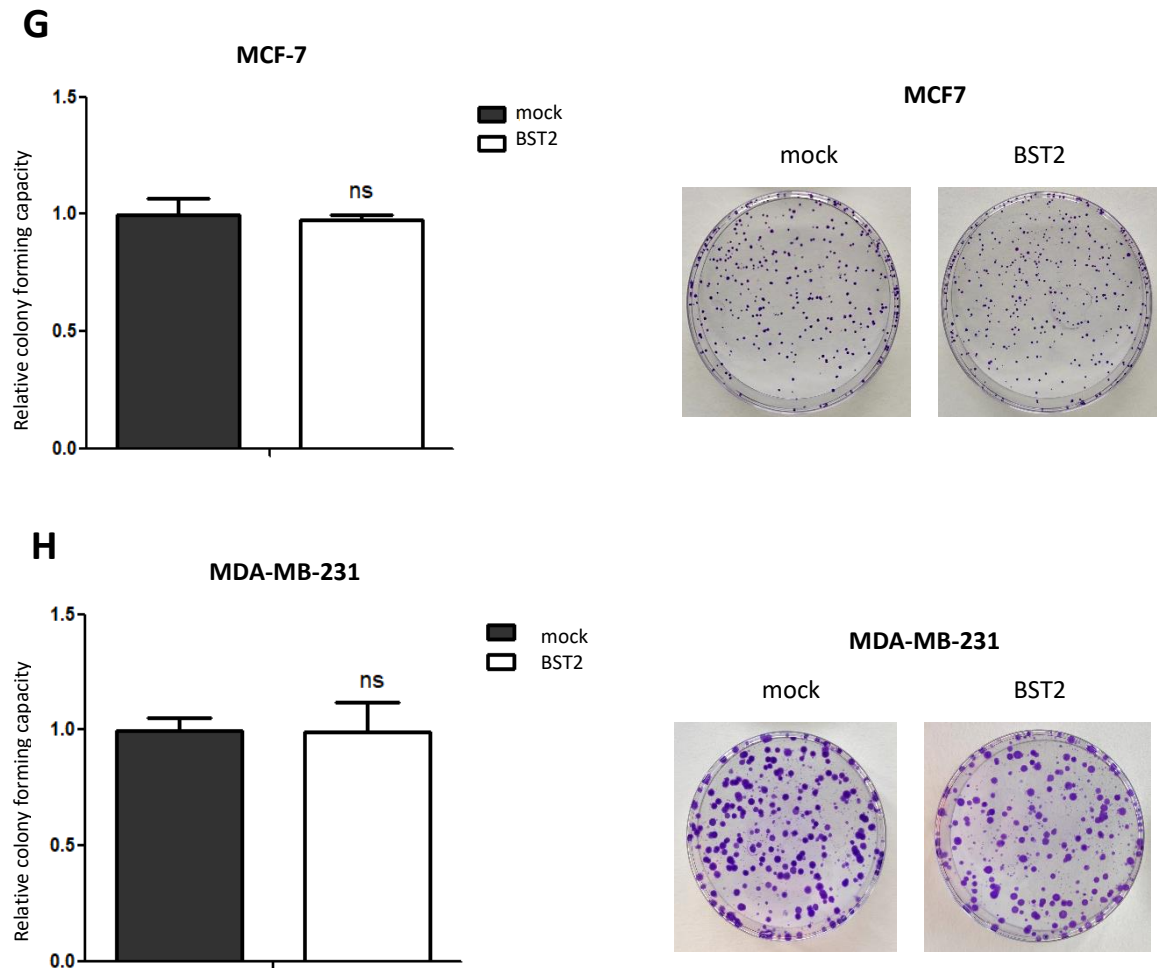 G
MCF-7
1.5
1.0
0.5
0.0
Relative colony forming capacity
ns
mock
BST2
MCF7
mock BST2
H
MDA-MB-231
1.5
1.0
0.5
0.0
Relative colony forming capacity
ns
mock
BST2
MDA-MB-231
mock BST2